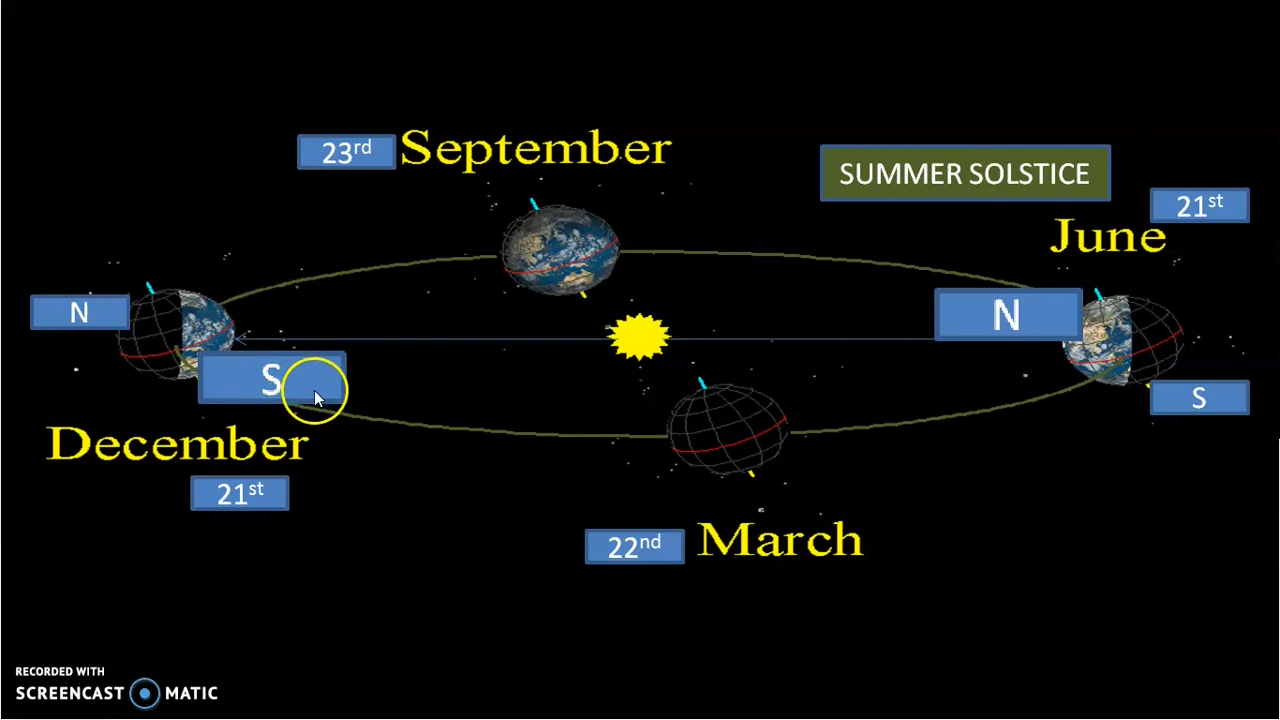 23rd September
SUMMER SOLSTICE
21st
June
N
N
S
S
December
21st
22nd March
RECORDED WITH
SCREENCAST MATIC